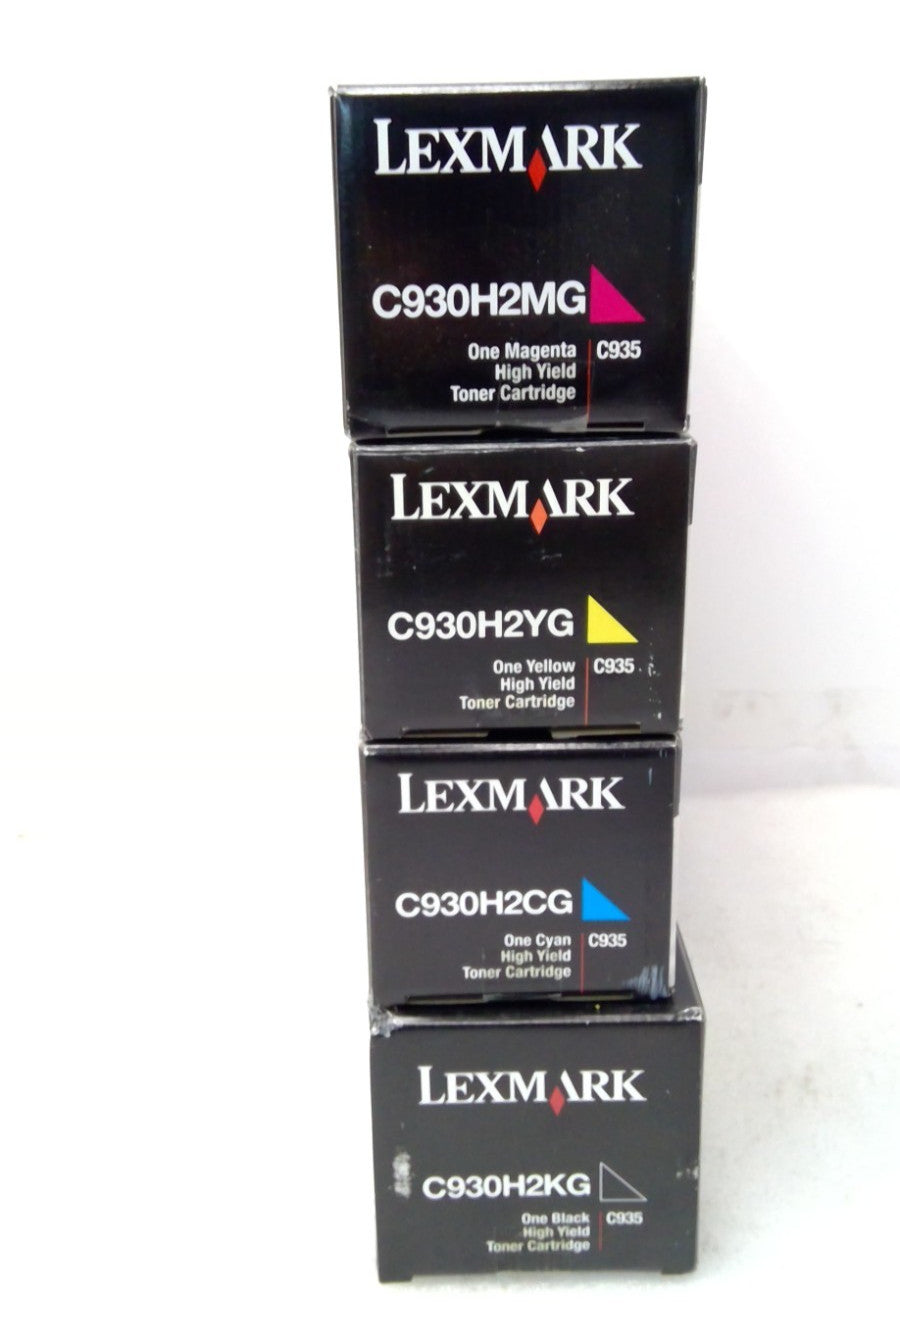 LEXMARK
C930H2MG
One Magenta C935
High Yield
Toner Cartridge
LEXMARK
C930H2YG
One Yellow C935
High Yield
Toner Cartridge
LEXMARK
C930H2CG
One Cyan C935
High Yield
Toner Cartridge
LEXMARK
C930H2KG
One Black C935
High Yield
Toner Cartridge